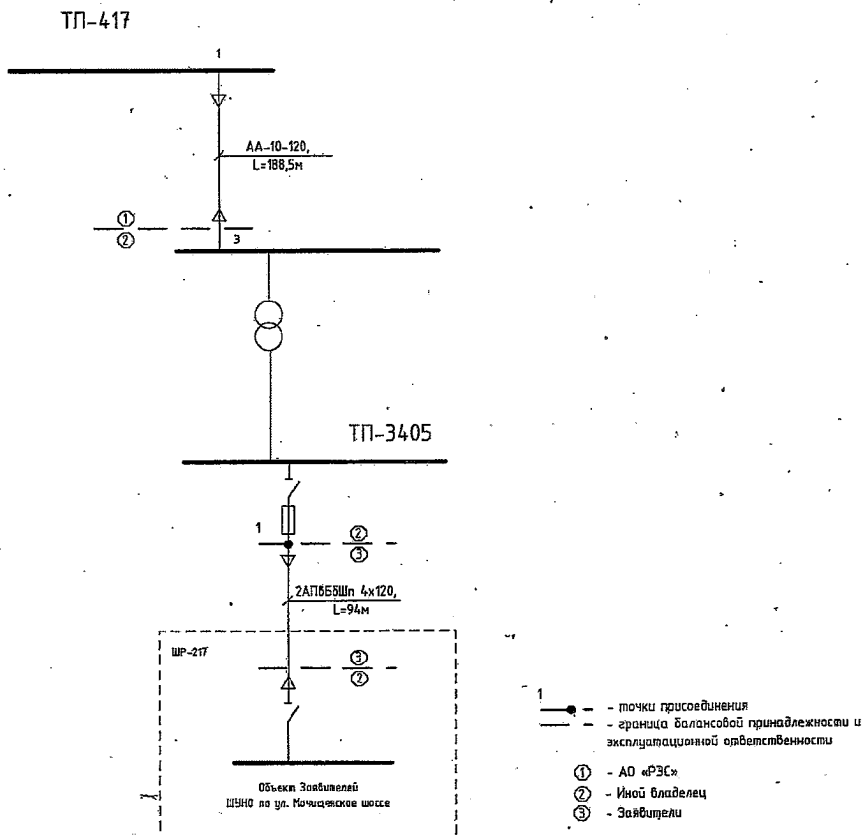 ТП-417
1
АА-10-120,
L=188,5м
1
2
3
ТП-3405
1
2
3
2АПбБбШп 4х120,
L=94м
ШР-217
3
2
Объект Заявителей
ШУНО по ул. Мочищенское шоссе
1
- точки присоединения
- граница балансовой принадлежности и
эксплуатационной ответственности
1 - АО «РЭС»
2 - Иной владелец
3 - Заявители